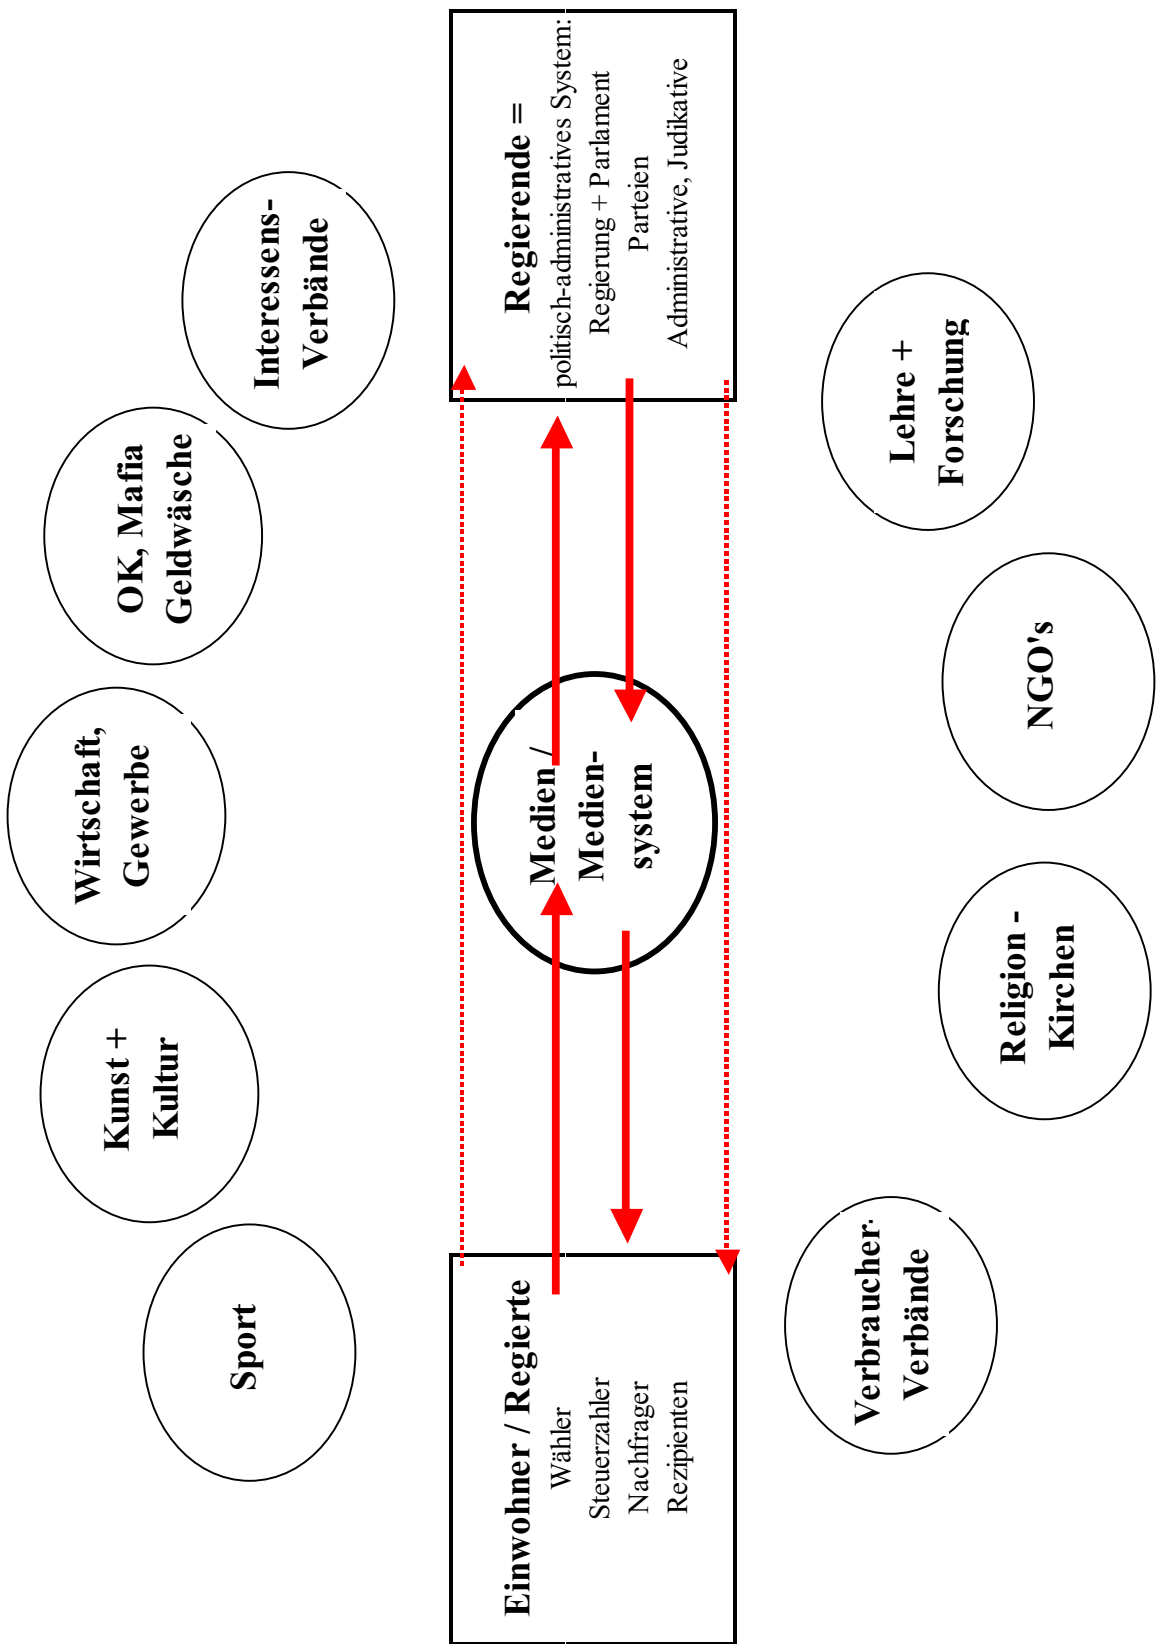 Sport
Kunst +
Kultur
Wirtschaft,
Gewerbe
OK, Mafia
Geldwäsche
Interessens-
Verbände
Einwohner / Regierte
Wähler
Steuerzahler
Nachfrager
Rezipienten
Medien /
Medien-
system
Regierende =
politisch-administratives System:
Regierung + Parlament
Parteien
Administrative, Judikative
Verbraucher-
Verbände
Religion -
Kirchen
NGO's
Lehre +
Forschung